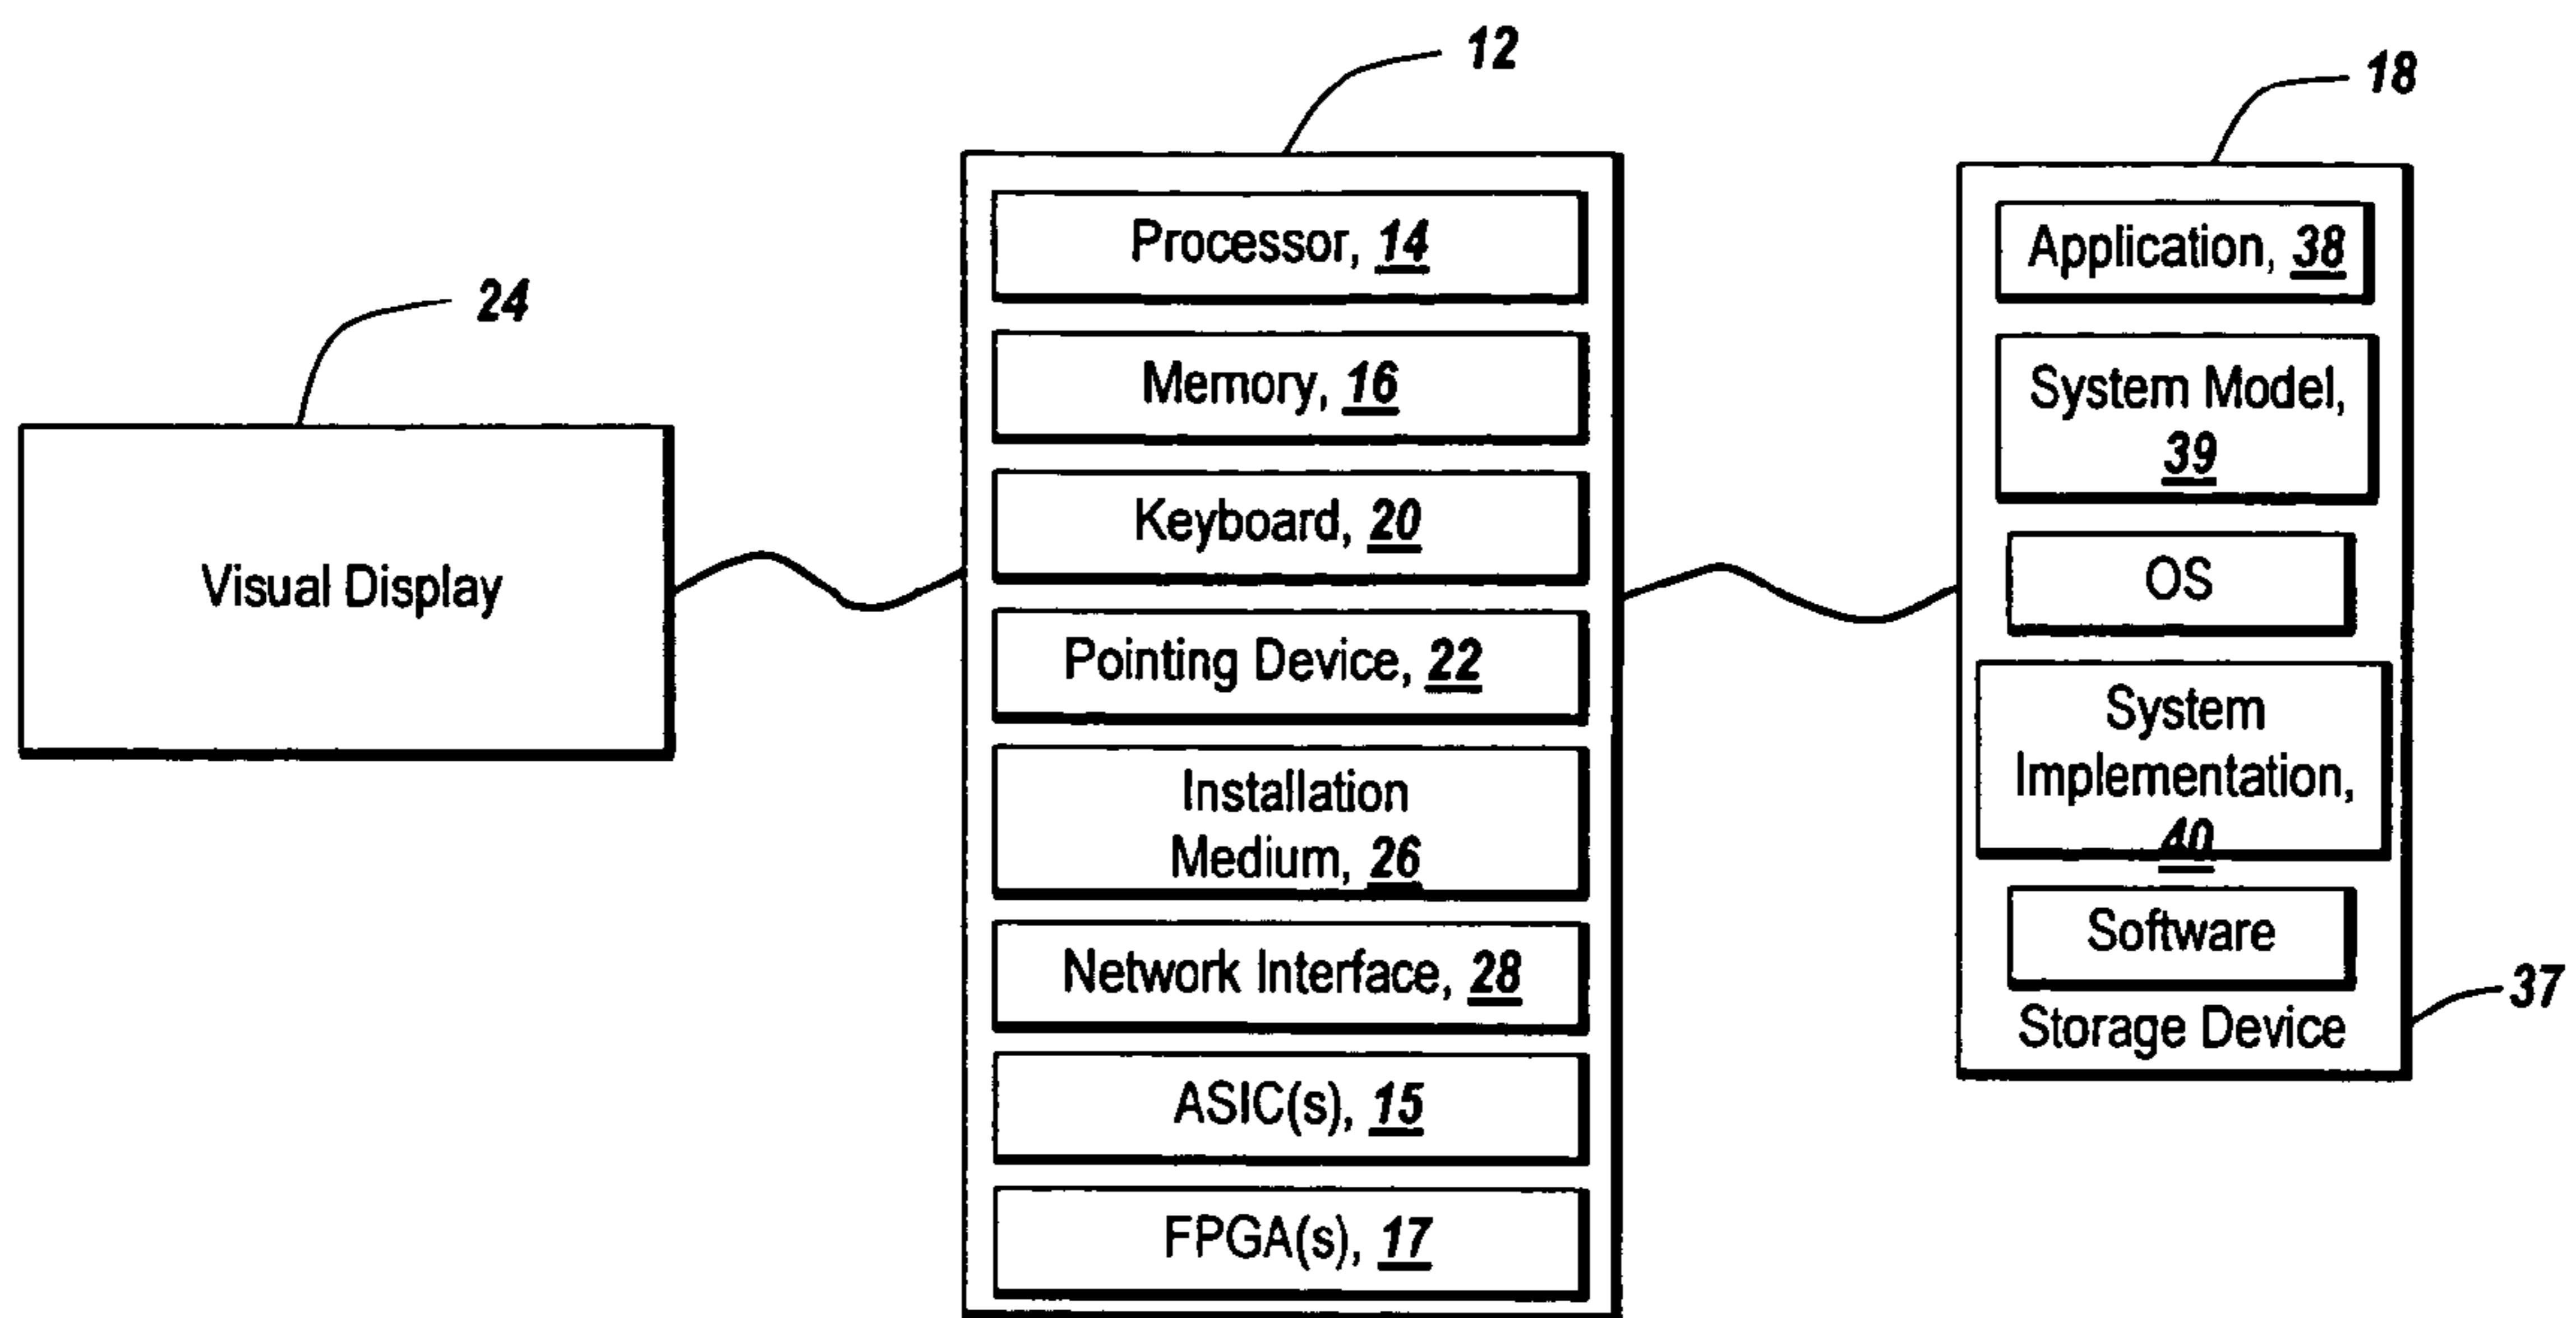 12
18
24
Visual Display
Processor, 14
Memory, 16
Keyboard, 20
Pointing Device, 22
Installation
Medium, 26
Network Interface, 28
ASIC(s), 15
FPGA(s), 17
Application, 38
System Model,
39
OS
System
Implementation,
40
Software
Storage Device
37